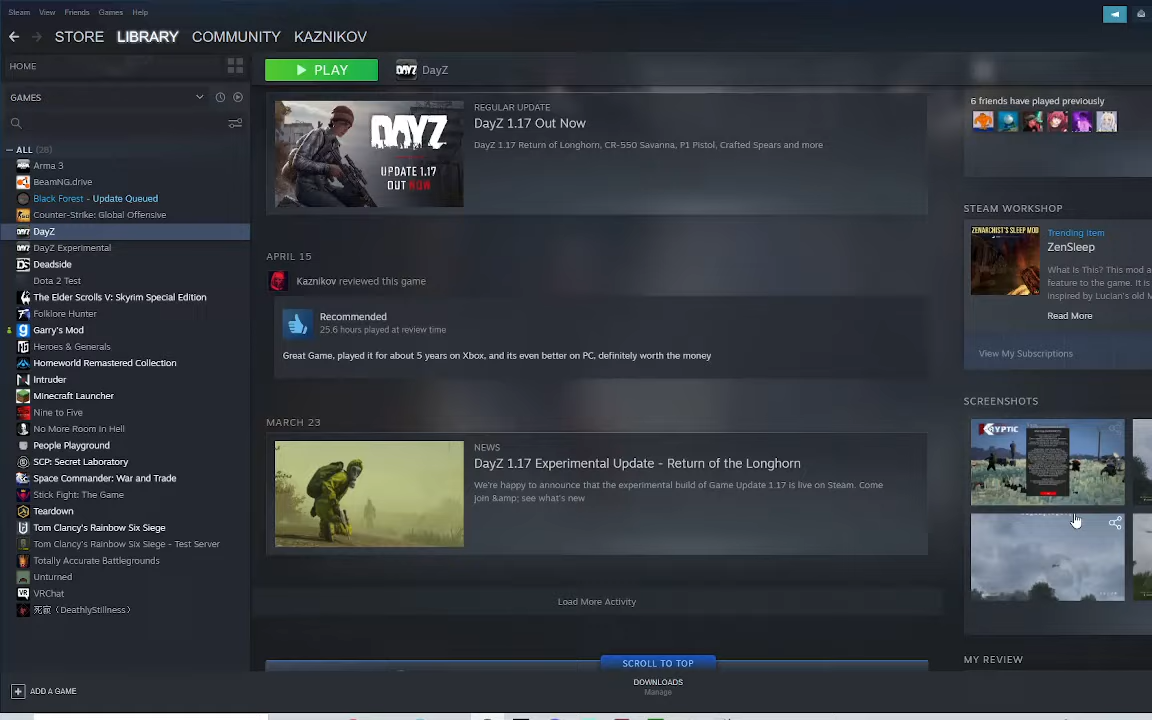 Steam View Friends Games Help
STORE LIBRARY COMMUNITY KAZNIKOV
HOME
GAMES
ALL (28)
Arma 3
BeamNG.drive
Black Forest - Update Queued
Counter-Strike: Global Offensive
DayZ
DayZ Experimental
Deadside
Dota 2 Test
The Elder Scrolls V: Skyrim Special Edition
Folklore Hunter
Garry's Mod
Heroes & Generals
Homeworld Remastered Collection
Intruder
Minecraft Launcher
Nine to Five
No More Room In Hell
People Playground
SCP: Secret Laboratory
Space Commander: War and Trade
Stick Fight: The Game
Teardown
Tom Clancy's Rainbow Six Siege
Tom Clancy's Rainbow Six Siege - Test Server
Totally Accurate Battlegrounds
Unturned
VRChat
死寂（DeathlyStillness）
ADD A GAME
PLAY
DAYZ DayZ
DAYZ
UPDATE 1.17
OUT NOW
REGULAR UPDATE
DayZ 1.17 Out Now
DayZ 1.17 Return of Longhorn, CR-550 Savanna, P1 Pistol, Crafted Spears and more
APRIL 15
Kaznikov reviewed this game
Recommended
25.6 hours played at review time
Great Game, played it for about 5 years on Xbox, and its even better on PC, definitely worth the money
MARCH 23
NEWS
DayZ 1.17 Experimental Update - Return of the Longhorn
We're happy to announce that the experimental build of Game Update 1.17 is live on Steam. Come
join &amp; see what's new
Load More Activity
SCROLL TO TOP
DOWNLOADS
Manage
6 friends have played previously
STEAM WORKSHOP
ZENARCHIST'S SLEEP MOD
Trending Item
ZenSleep
What Is This? This mod a
feature to the game. It is
Inspired by Lucian's old M
Read More
View My Subscriptions
SCREENSHOTS
KRYPTIC
MY REVIEW